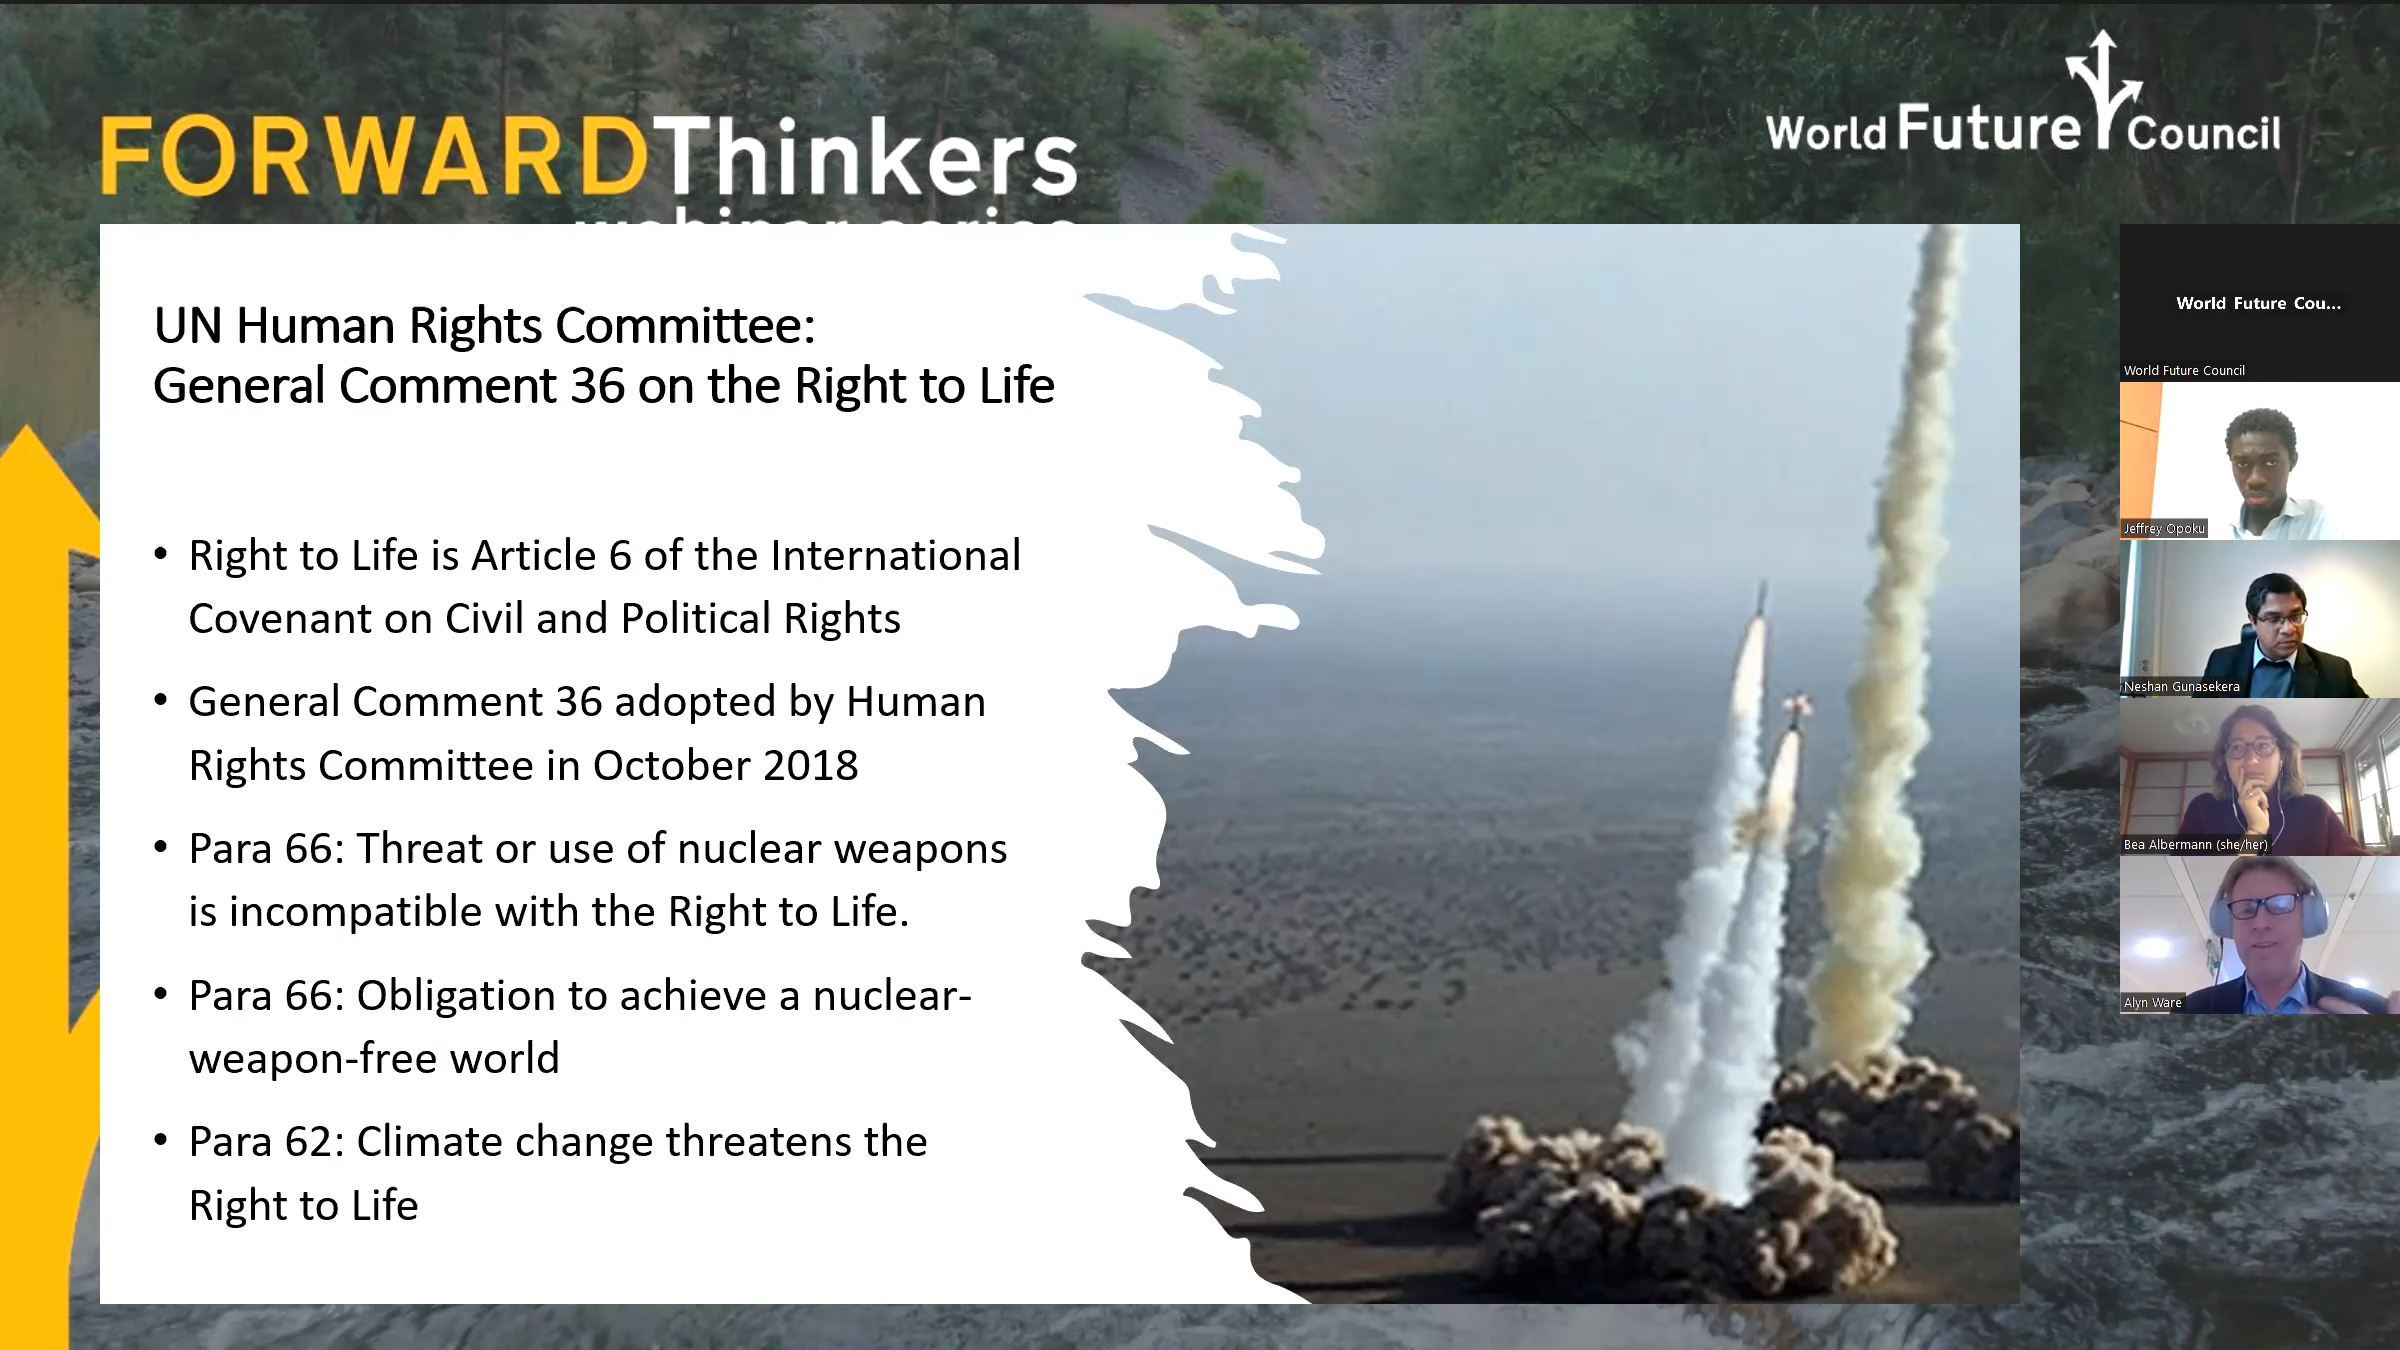 FORWARDThinkers
webinar series
World Future Council
UN Human Rights Committee:
General Comment 36 on the Right to Life
• Right to Life is Article 6 of the International
Covenant on Civil and Political Rights
• General Comment 36 adopted by Human
Rights Committee in October 2018
• Para 66: Threat or use of nuclear weapons
is incompatible with the Right to Life.
• Para 66: Obligation to achieve a nuclear-
weapon-free world
• Para 62: Climate change threatens the
Right to Life
World Future Cou...
World Future Council
Jeffrey Opoku
Neshan Gunasekera
Bea Albermann (she/her)
Alyn Ware